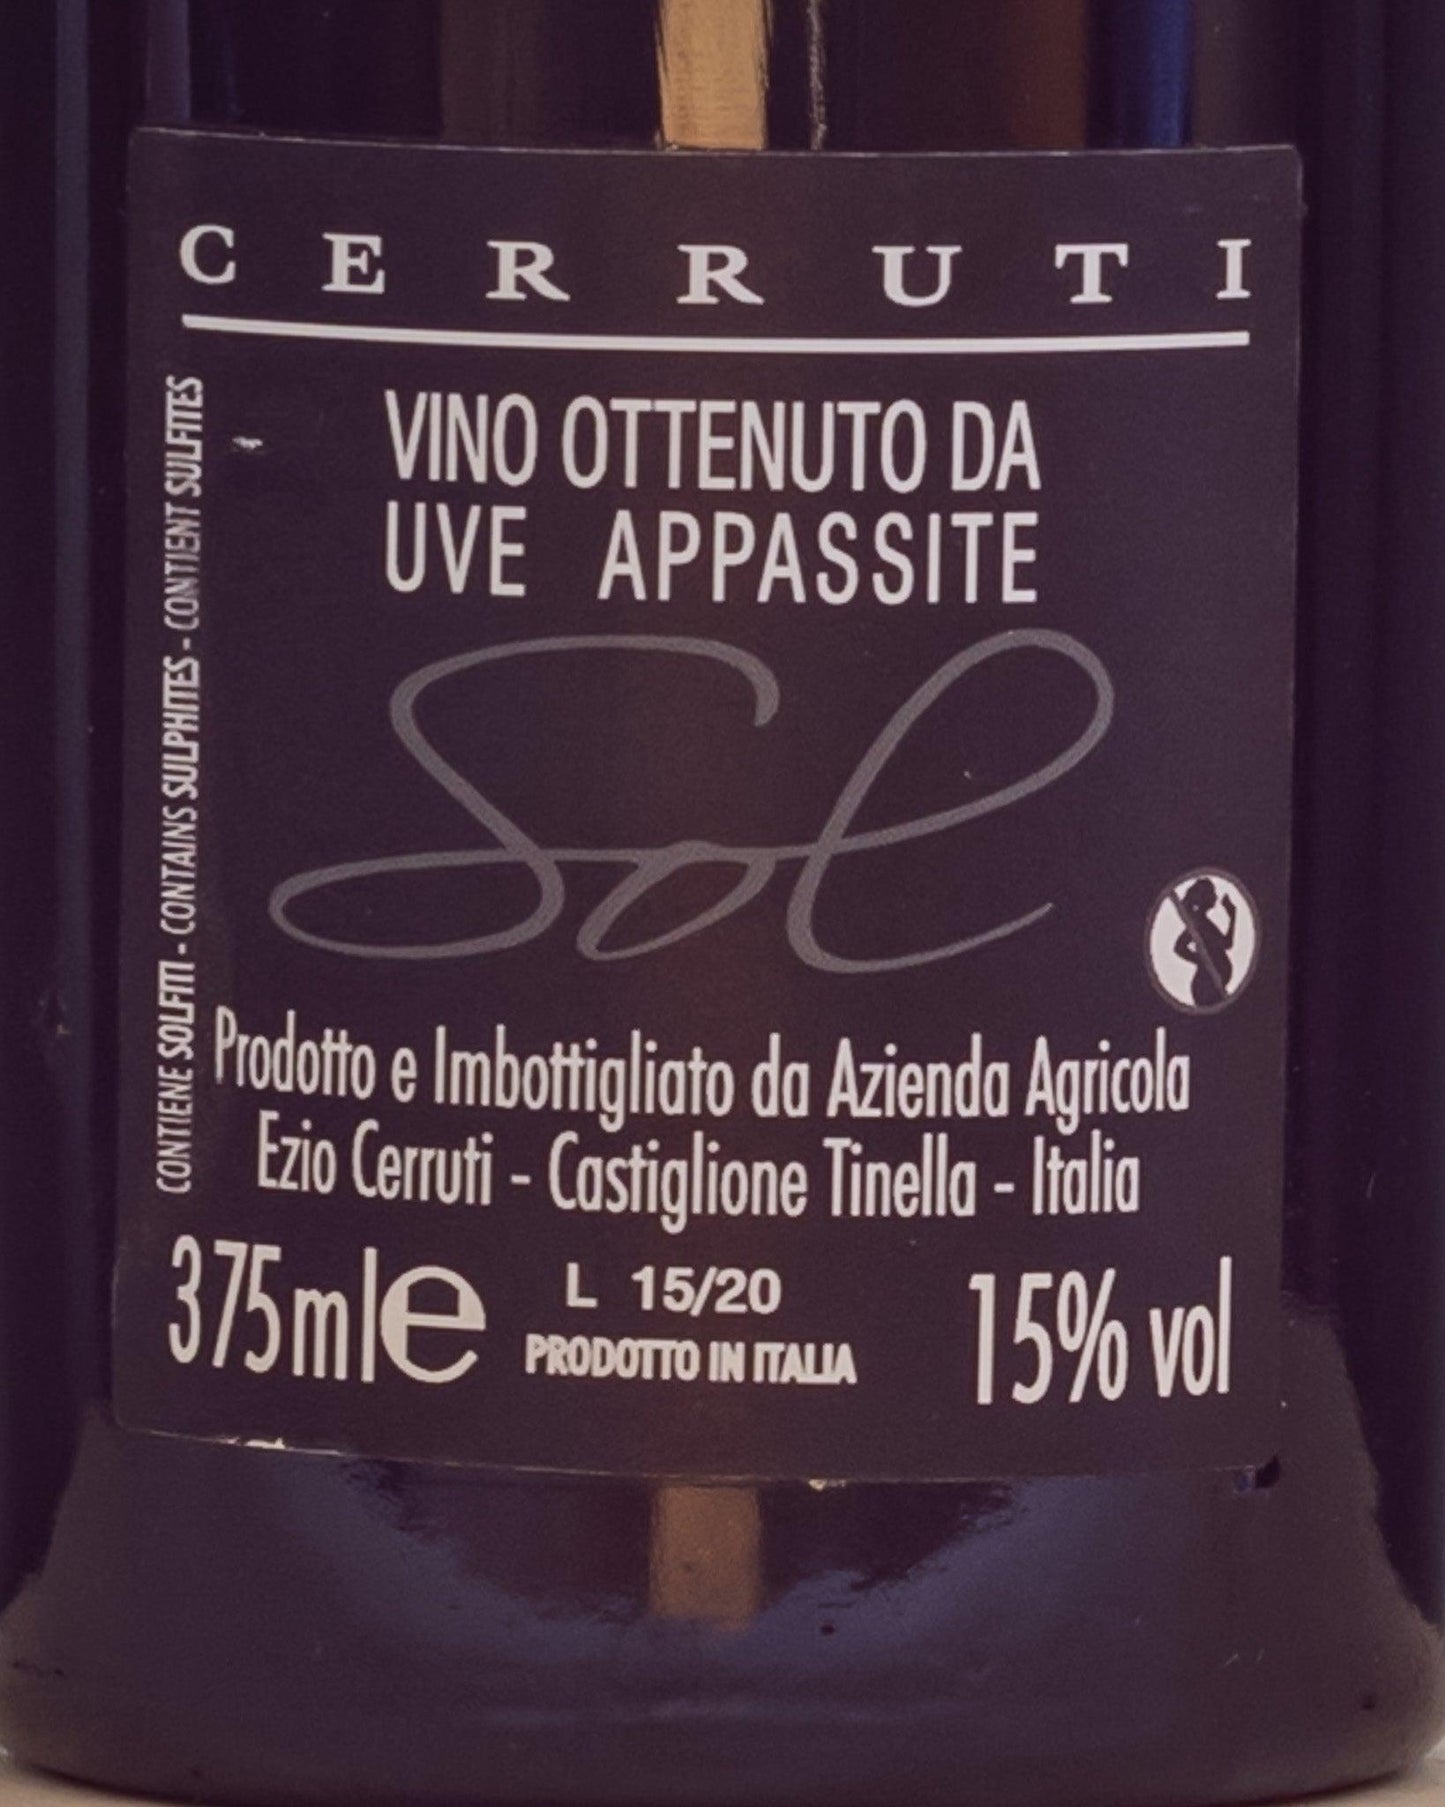 CERRUTI
VINO OTTENUTO DA
UVE APPASSITE
Sol
CONTIENE SOLFITI - CONTAINS SULPHITES - CONTIENT SULFITES
Prodotto e Imbottigliato da Azienda Agricola
Ezio Cerruti - Castiglione Tinella - Italia
375ml e
L 15/20
PRODOTTO IN ITALIA
15% vol